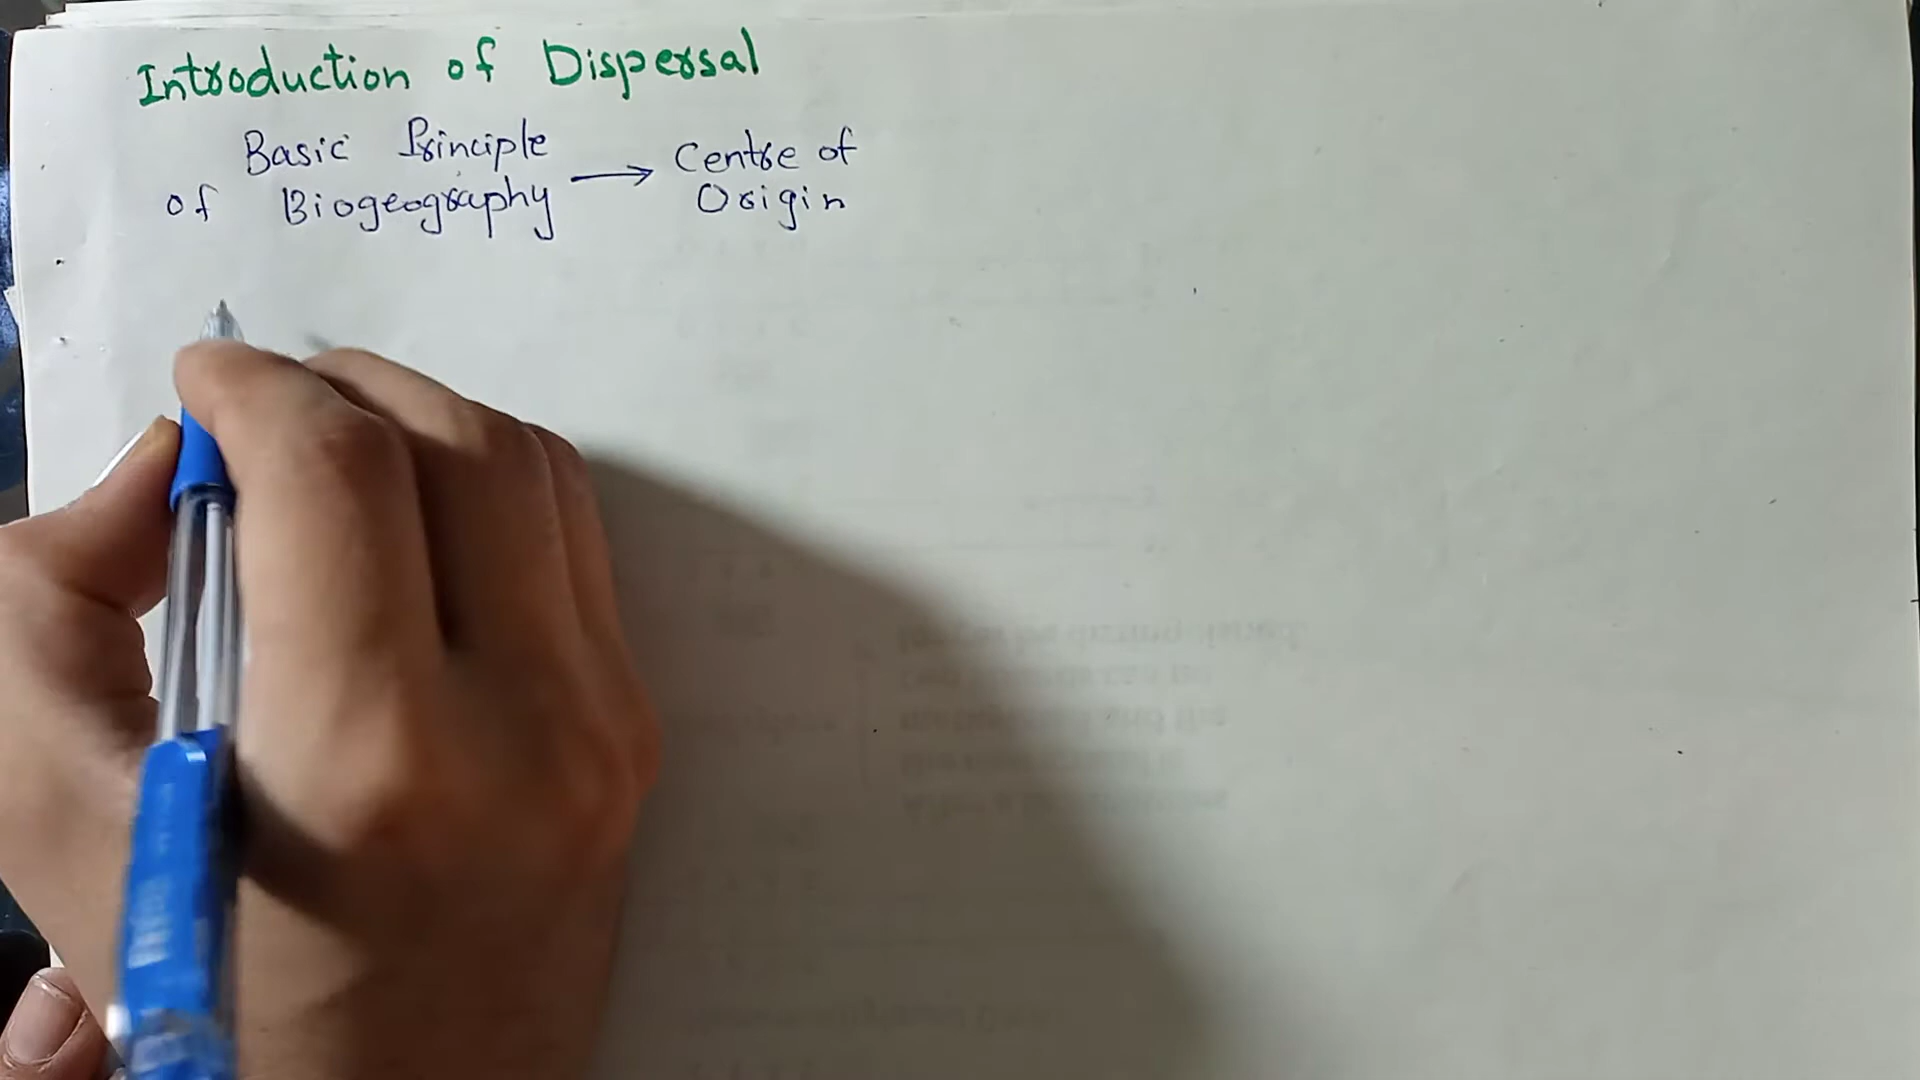 Introduction of Dispersal
Basic Principle
of Biogeography → Centre of
Origin